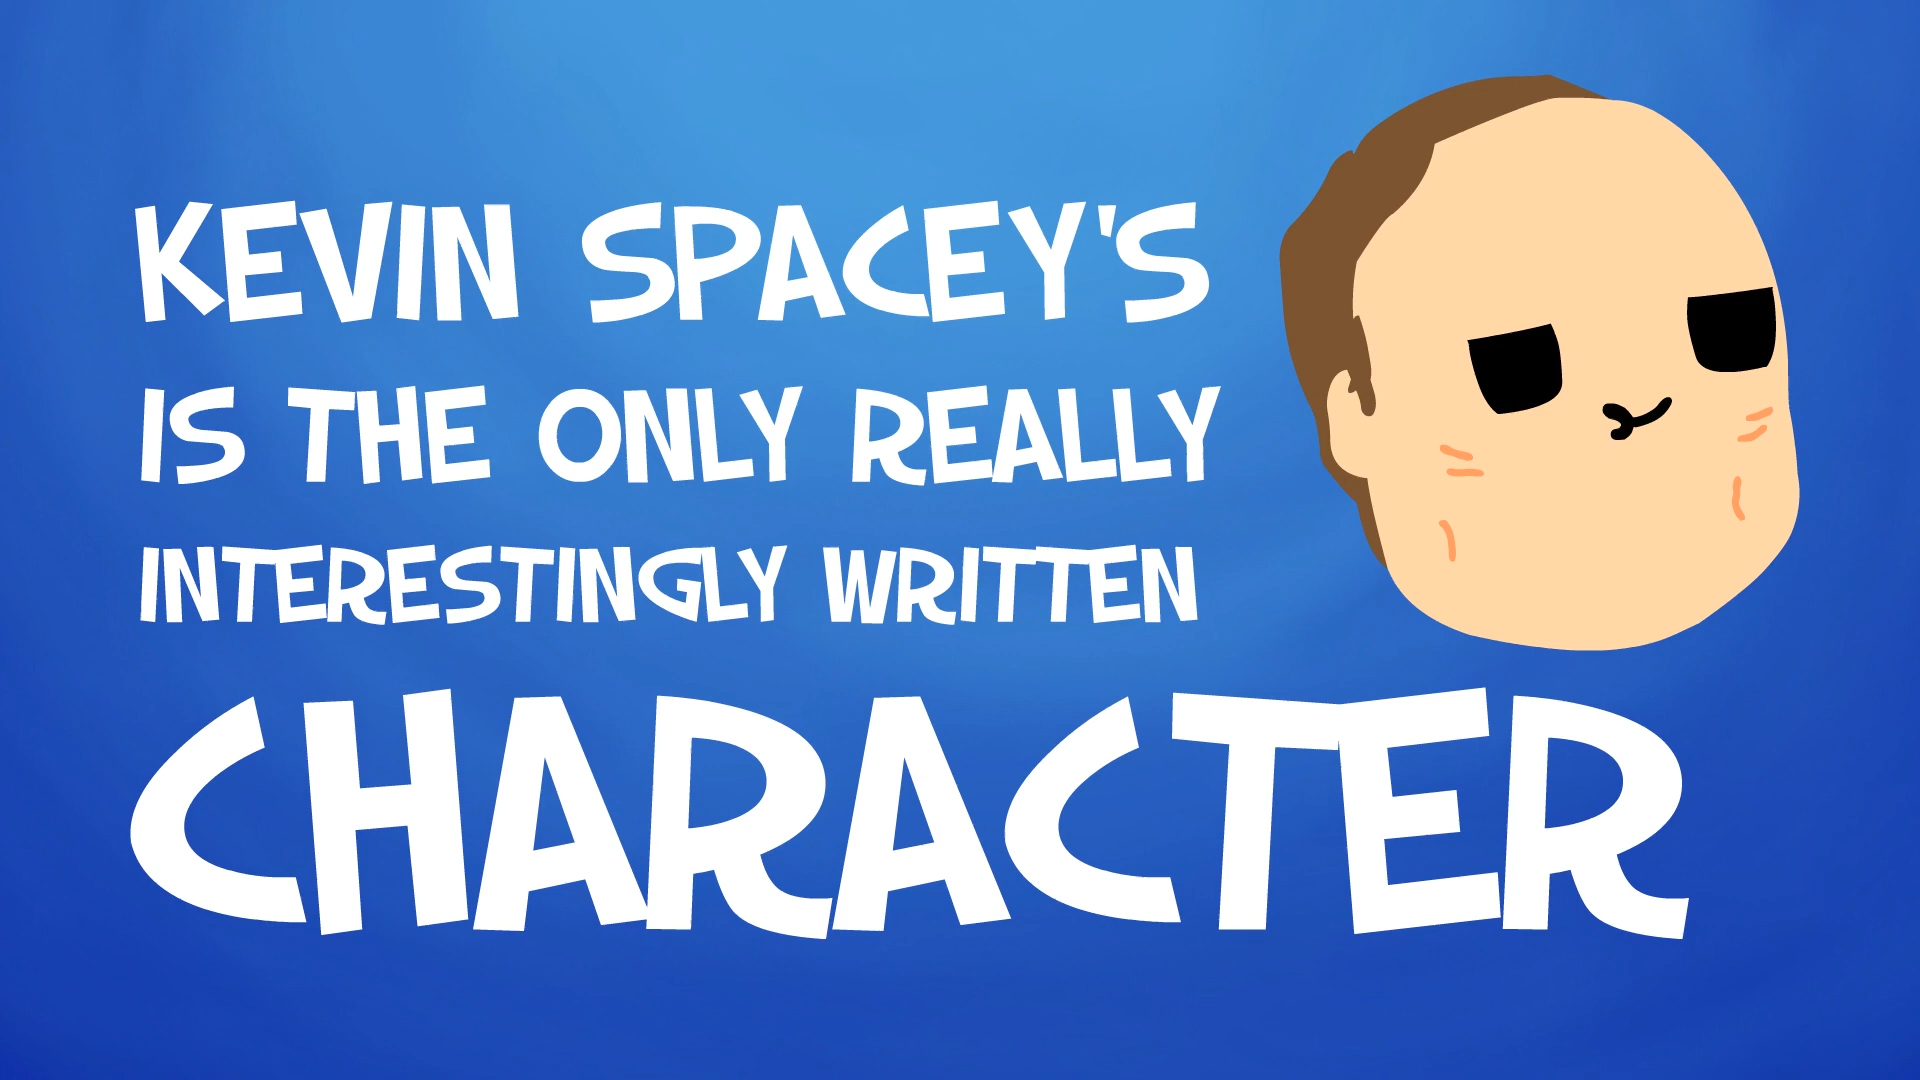 KEVIN SPACEY'S
IS THE ONLY REALLY
INTERESTINGLY WRITTEN
CHARACTER